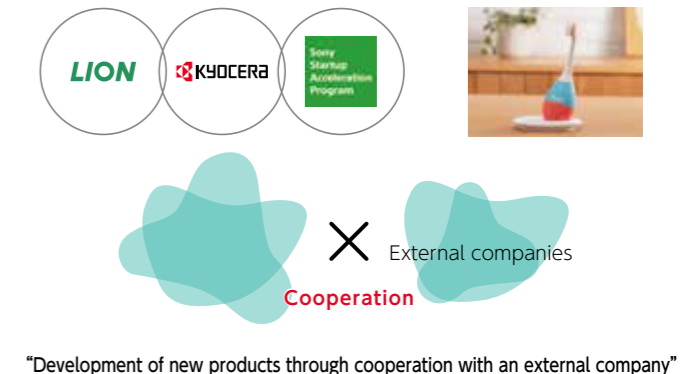 LION
KYOCERA
Sony
Startup
Acceleration
Program
External companies
Cooperation
“Development of new products through cooperation with an external company”